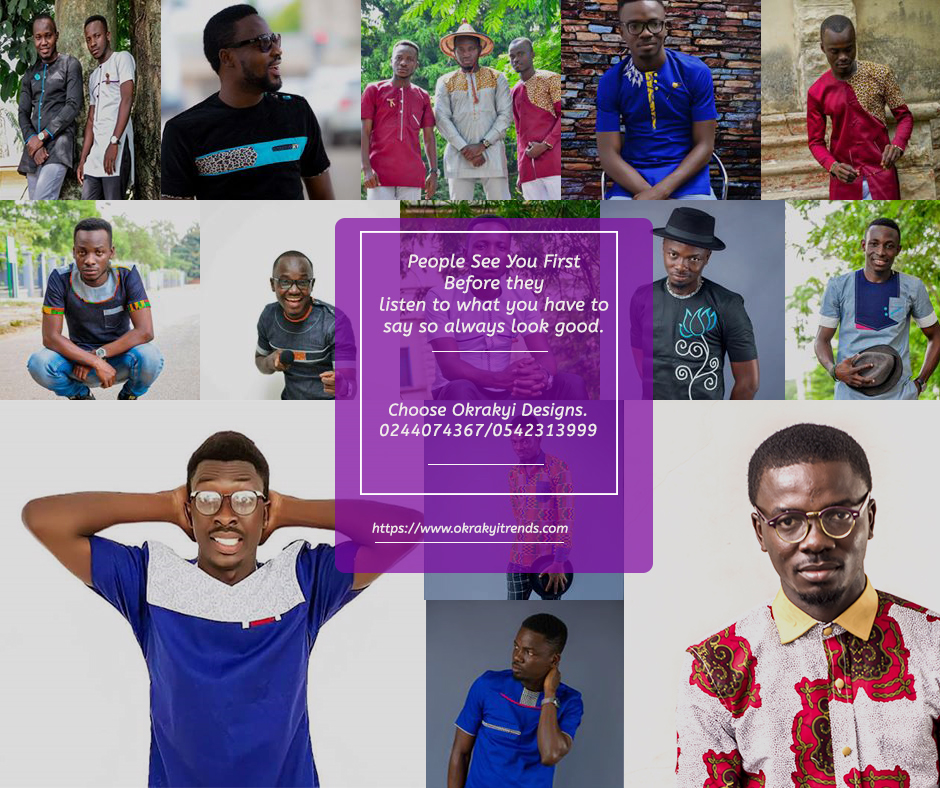 People See You First
Before they
listen to what you have to
say so always look good.
Choose Okrakyi Designs.
0244074367/0542313999
https://www.okrakyitrends.com